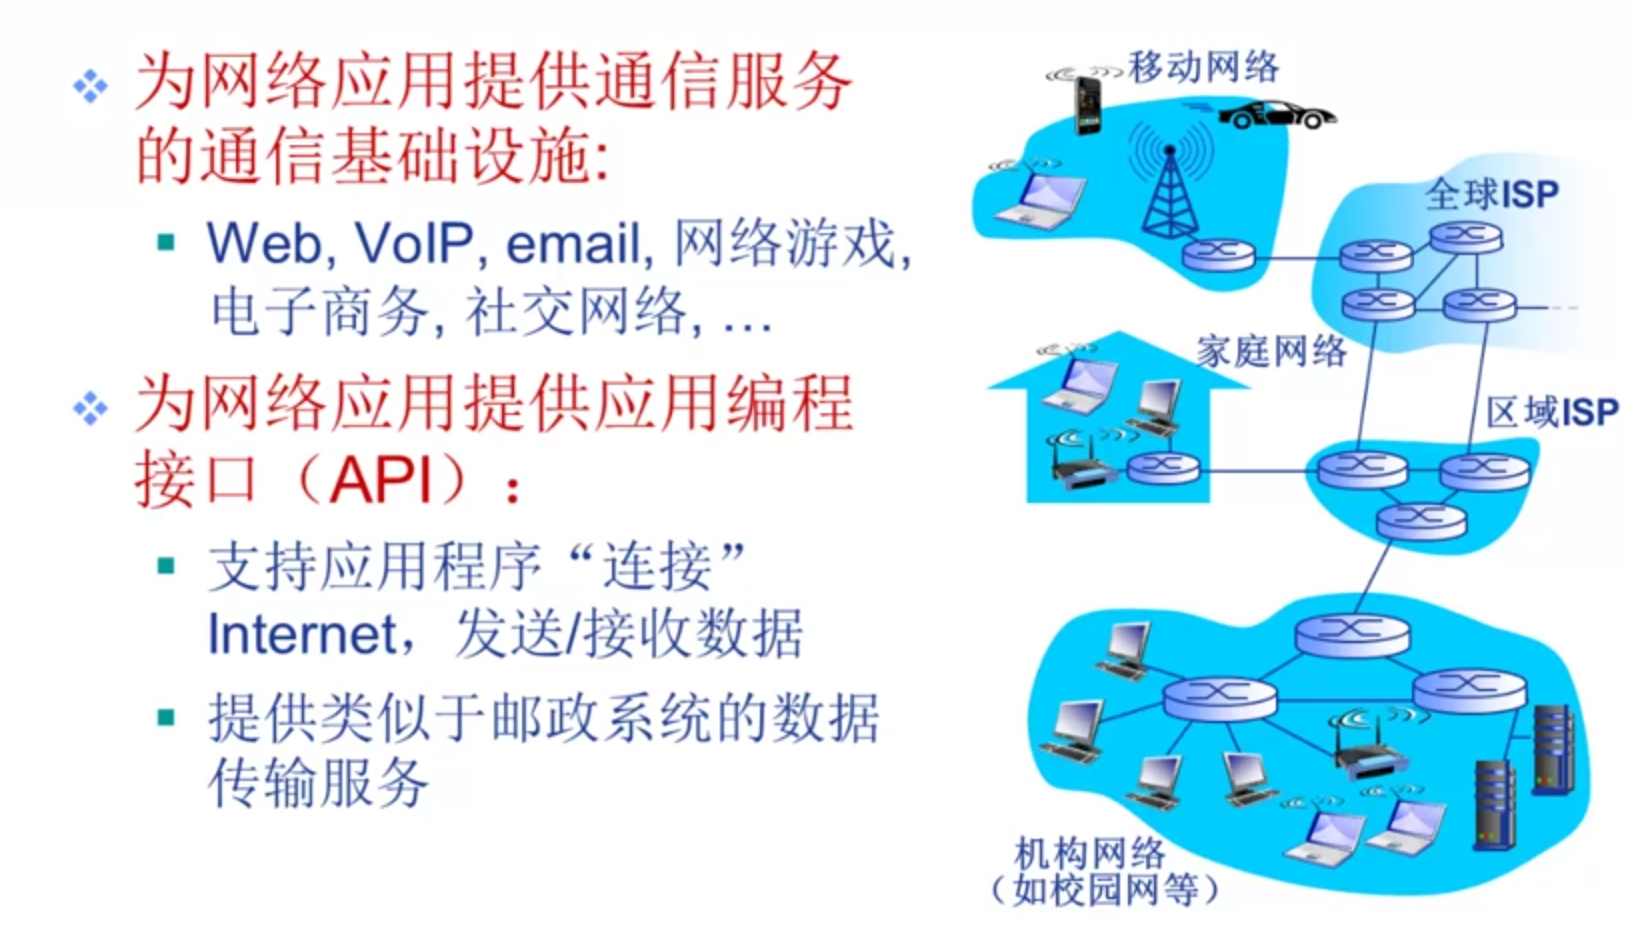 为网络应用提供通信服务
的通信基础设施:
Web, VoIP, email, 网络游戏,
电子商务, 社交网络, …
为网络应用提供应用编程
接口（API）：
支持应用程序“连接”
Internet，发送/接收数据
提供类似于邮政系统的数据
传输服务
移动网络
全球ISP
家庭网络
区域ISP
机构网络
（如校园网等）